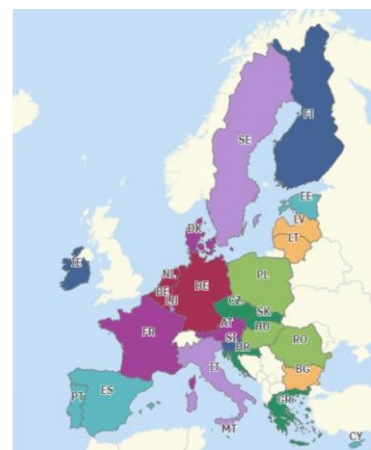 FI
SE
EE
LV
DK
LT
IE
NL
DE
PL
BE
LU
CZ
SK
FR
AT
HU
SI
HR
RO
IT
BG
PT
ES
GR
MT
CY